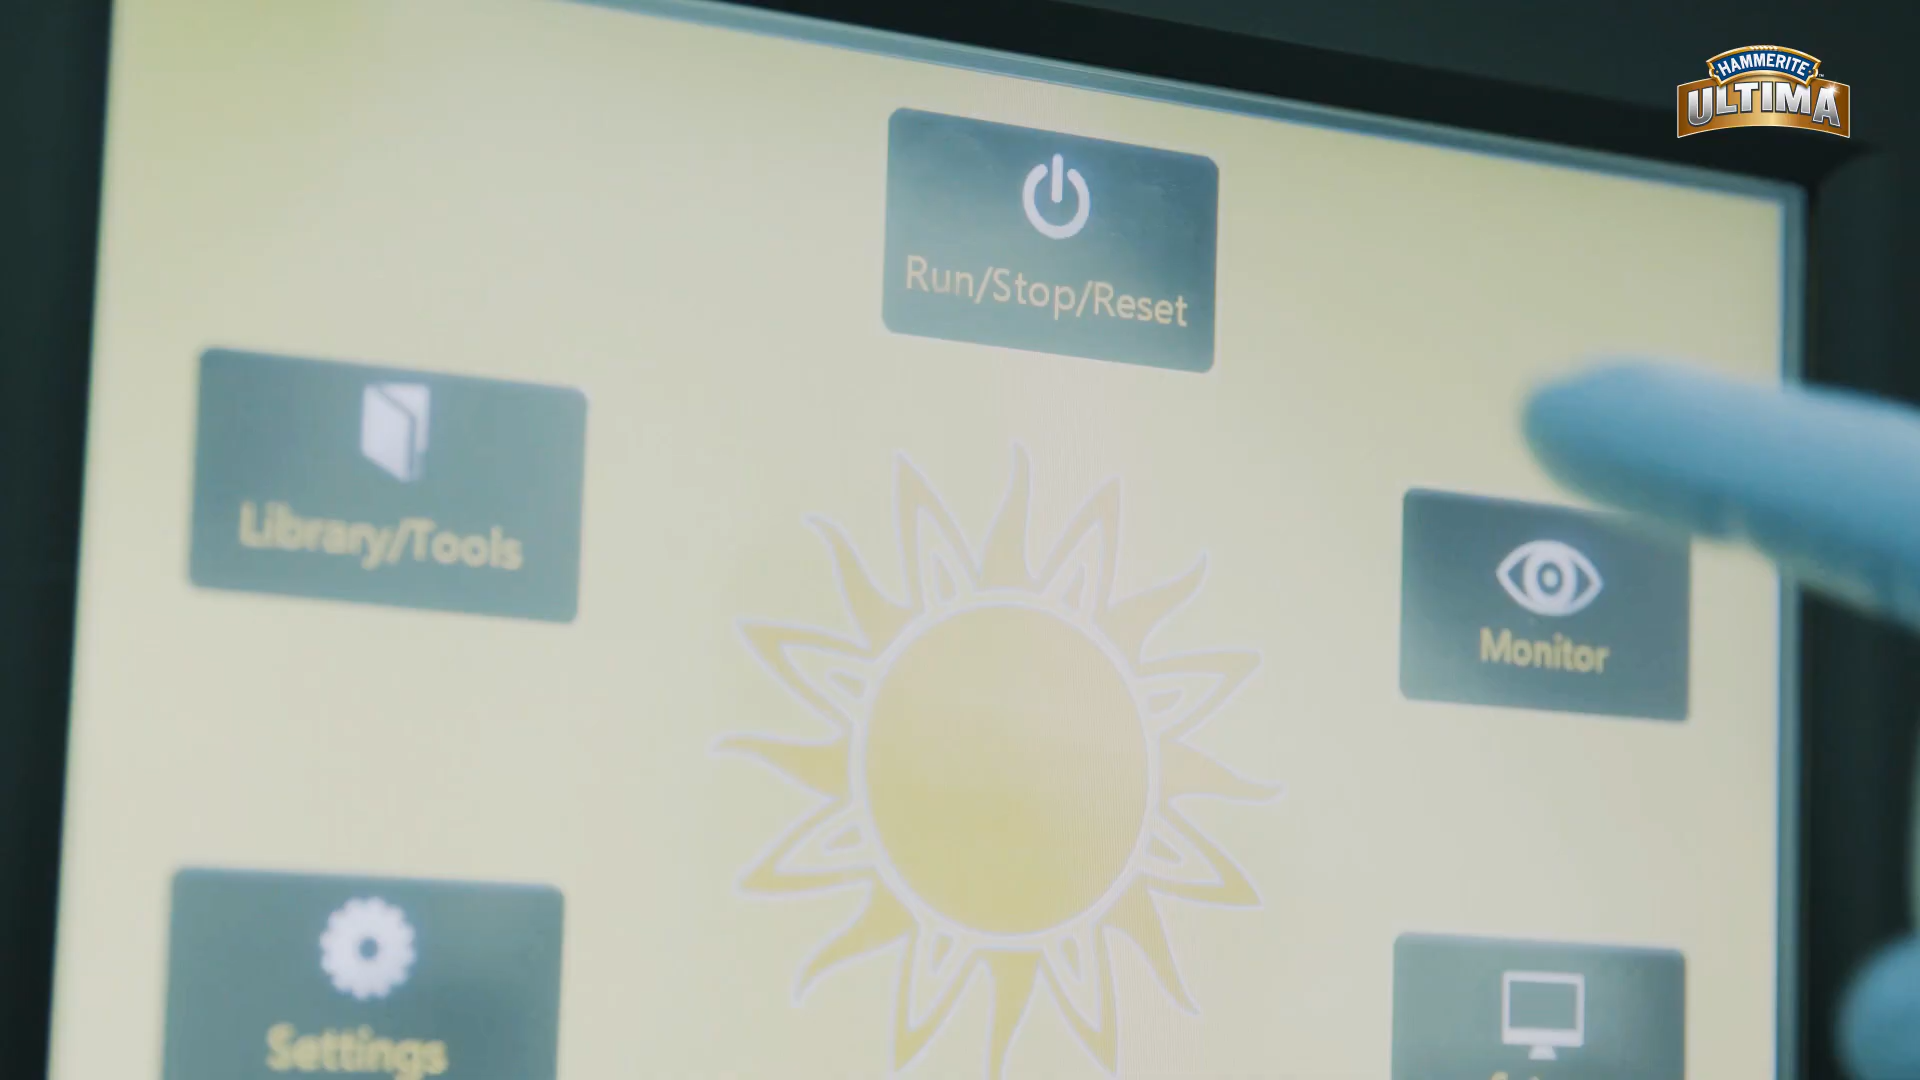 HAMMERITE
ULTIMA
Run/Stop/Reset
Library/Tools
Monitor
Settings